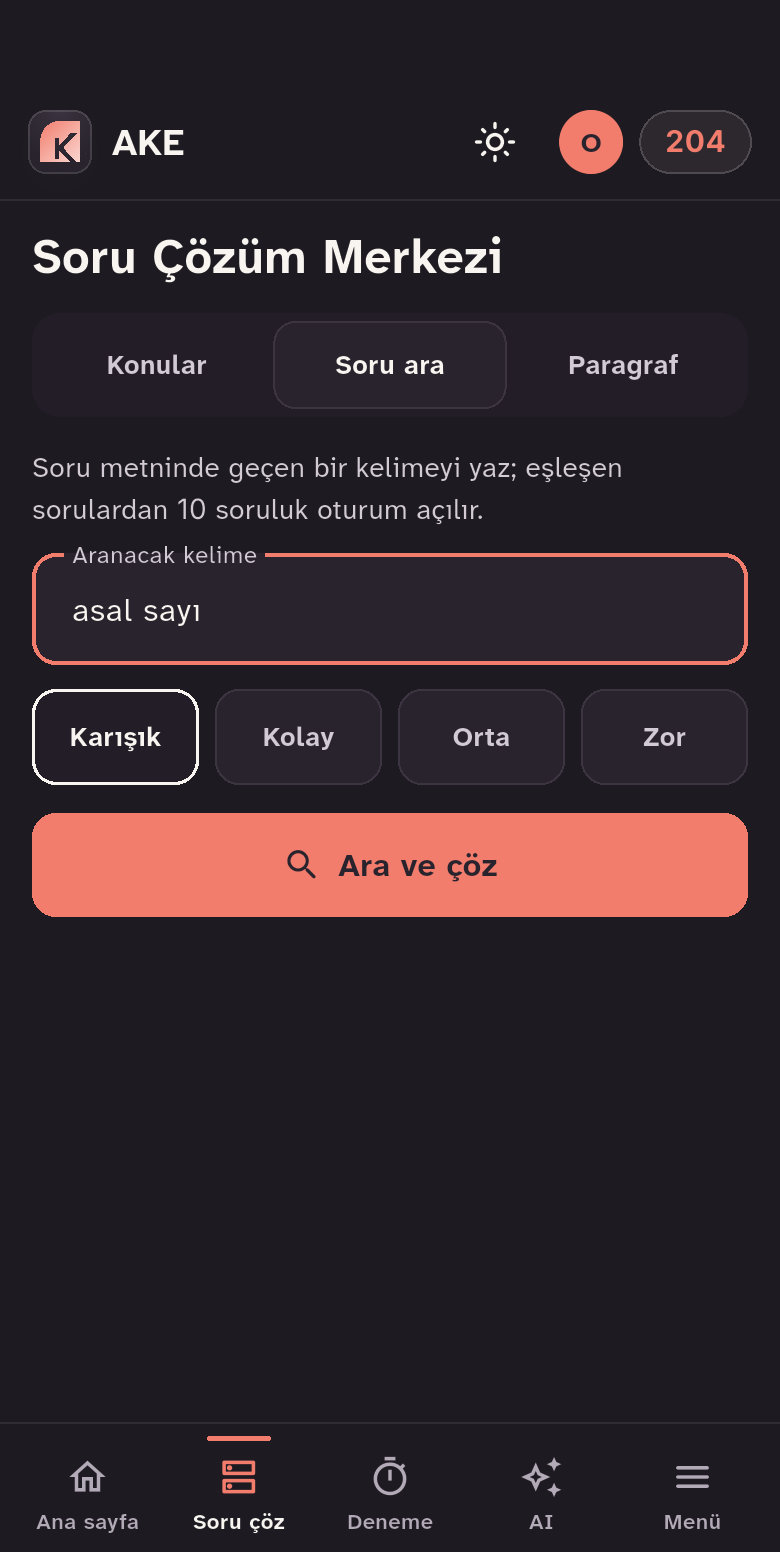 K
AKE
O
204
Soru Çözüm Merkezi
Konular
Soru ara
Paragraf
Soru metninde geçen bir kelimeyi yaz; eşleşen
sorulardan 10 soruluk oturum açılır.
Aranacak kelime
asal sayı
Karışık
Kolay
Orta
Zor
Ara ve çöz
Ana sayfa
Soru çöz
Deneme
AI
Menü